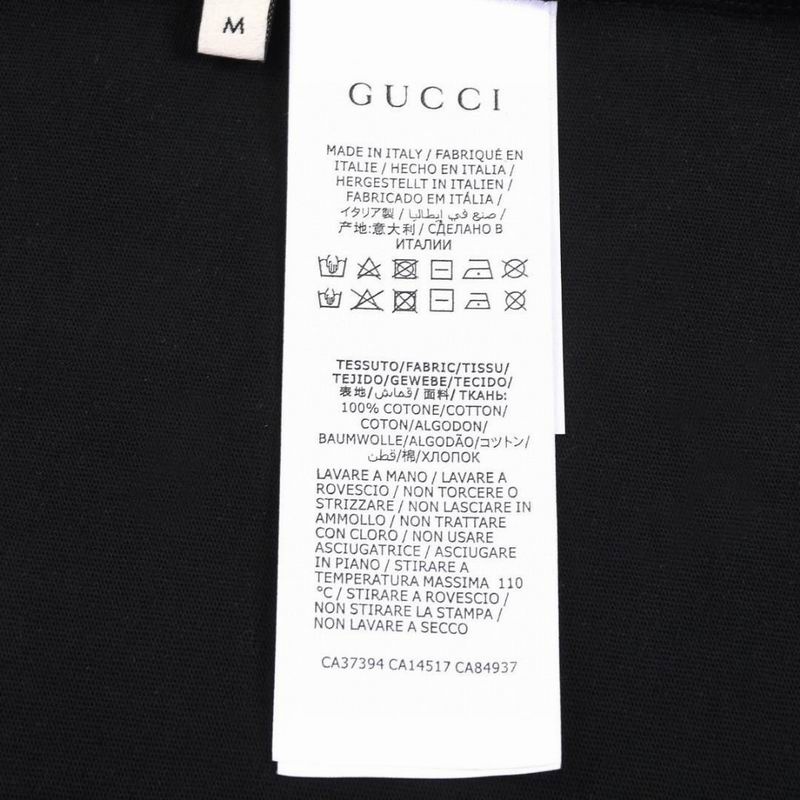 M
GUCCI
MADE IN ITALY / FABRIQUÉ EN
ITALIE / HECHO EN ITALIA /
HERGESTELLT IN ITALIEN /
FABRICADO EM ITÁLIA /
イタリア製 / صنع في إيطاليا /
产地:意大利 / СДЕЛАНО В
ИТАЛИИ
TESSUTO/FABRIC/TISSU/
TEJIDO/GEWEBE/TECIDO/
表地/قماش/ 面料/ ТКАНЬ:
100% COTONE/COTTON/
COTON/ALGODON/
BAUMWOLLE/ALGODÃO/コットン/
قطن/棉/ХЛОПОК
LAVARE A MANO / LAVARE A
ROVESCIO / NON TORCERE O
STRIZZARE / NON LASCIARE IN
AMMOLLO / NON TRATTARE
CON CLORO / NON USARE
ASCIUGATRICE / ASCIUGARE
IN PIANO / STIRARE A
TEMPERATURA MASSIMA 110
°C / STIRARE A ROVESCIO /
NON STIRARE LA STAMPA /
NON LAVARE A SECCO
CA37394 CA14517 CA84937